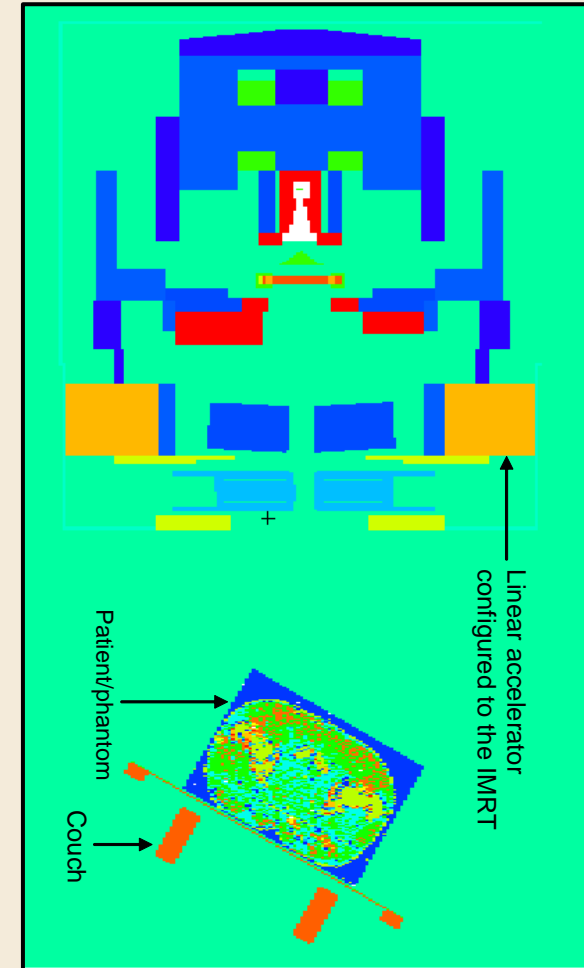 Linear accelerator
configured to the IMRT
Patient/phantom
Couch